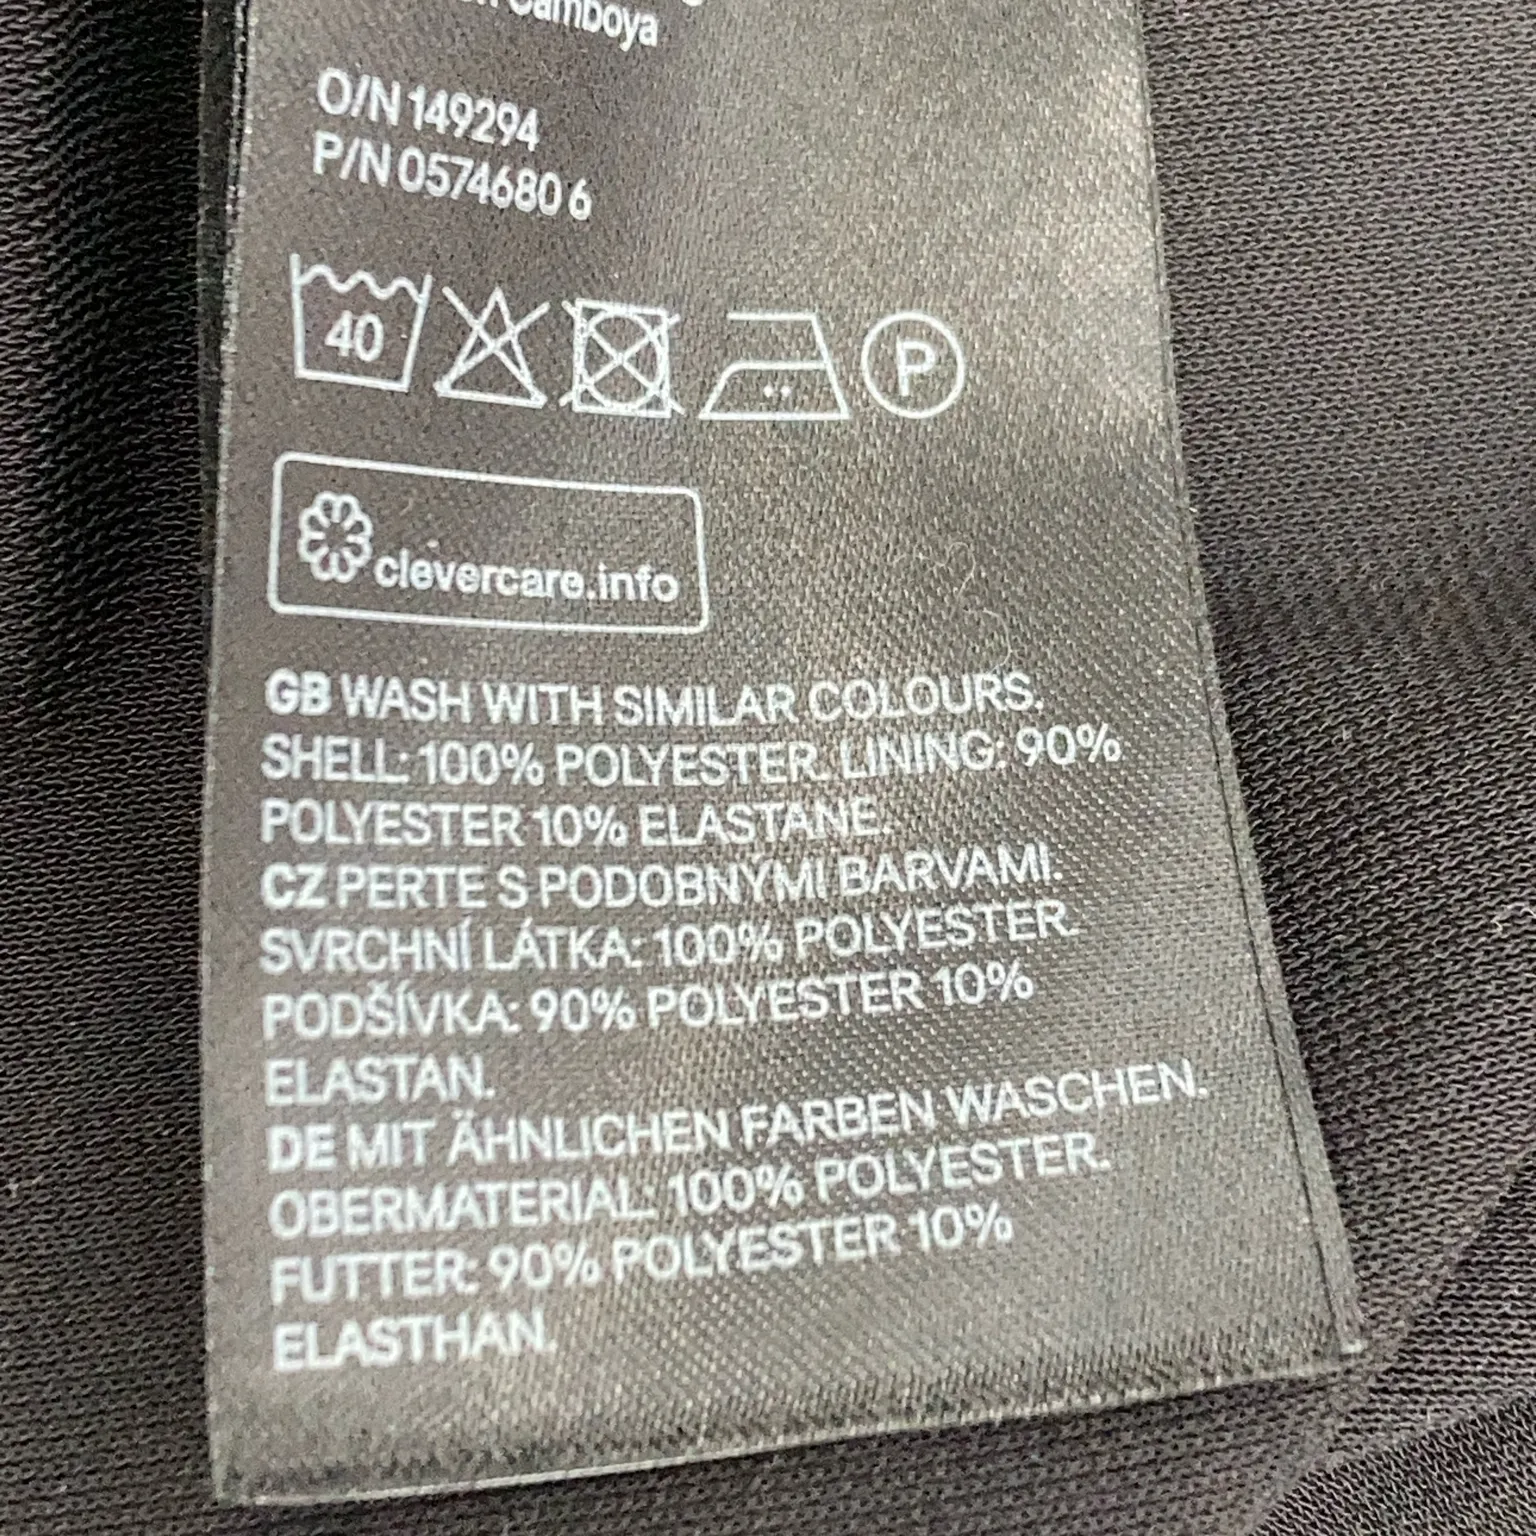 Camboya
O/N 149294
P/N 0574680 6
40
P
clevercare.info
GB WASH WITH SIMILAR COLOURS.
SHELL: 100% POLYESTER. LINING: 90%
POLYESTER 10% ELASTANE.
CZ PERTE S PODOBNÝMI BARVAMI.
SVRCHNÍ LÁTKA: 100% POLYESTER.
PODŠÍVKA: 90% POLYESTER 10%
ELASTAN.
DE MIT ÄHNLICHEN FARBEN WASCHEN.
OBERMATERIAL: 100% POLYESTER.
FUTTER: 90% POLYESTER 10%
ELASTHAN.